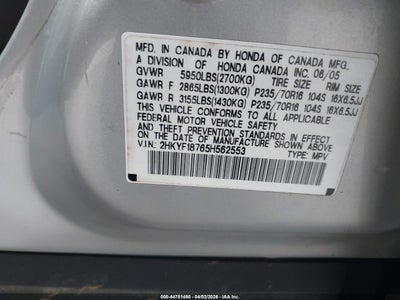 MFD. IN CANADA BY HONDA OF CANADA MFG.
A DIVISION OF HONDA CANADA INC. 06/05
GVWR 5950LBS(2700KG) TIRE SIZE RIM SIZE
GAWR F 2865LBS(1300KG) P235/70R16 104S 16X6.5JJ
GAWR R 3155LBS(1430KG) P235/70R16 104S 16X6.5JJ
THIS VEHICLE CONFORMS TO ALL APPLICABLE
FEDERAL MOTOR VEHICLE SAFETY
AND THEFT PREVENTION STANDARDS IN EFFECT
ON THE DATE OF MANUFACTURE SHOWN ABOVE.
V.I.N.: 2HKYF18765H562553
TYPE: MPV
000-44781490 - 04/02/2026 - IAA Inc. Copyright